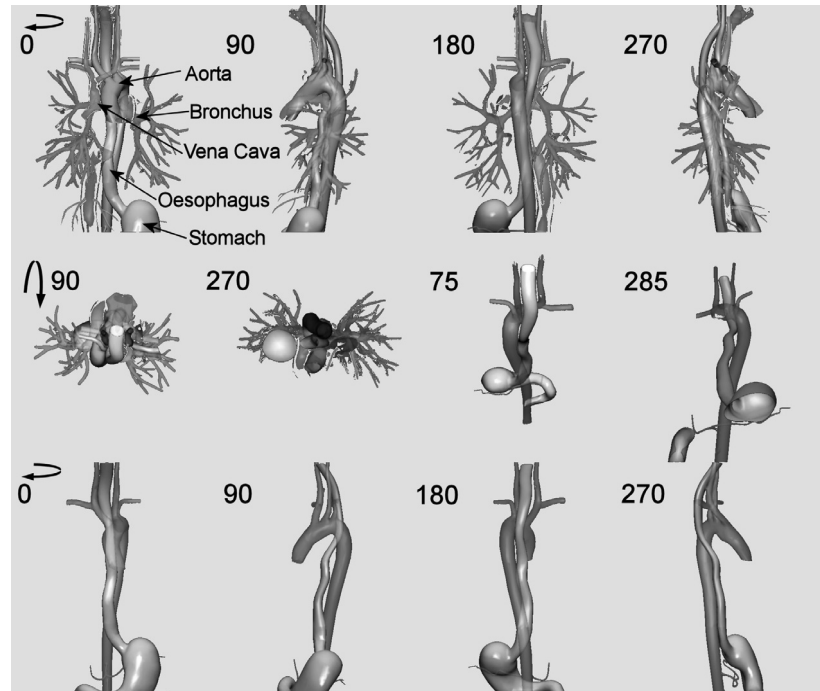 0 90 180 270
Aorta
Bronchus
Vena Cava
Oesophagus
Stomach
90 270 75 285
0 90 180 270